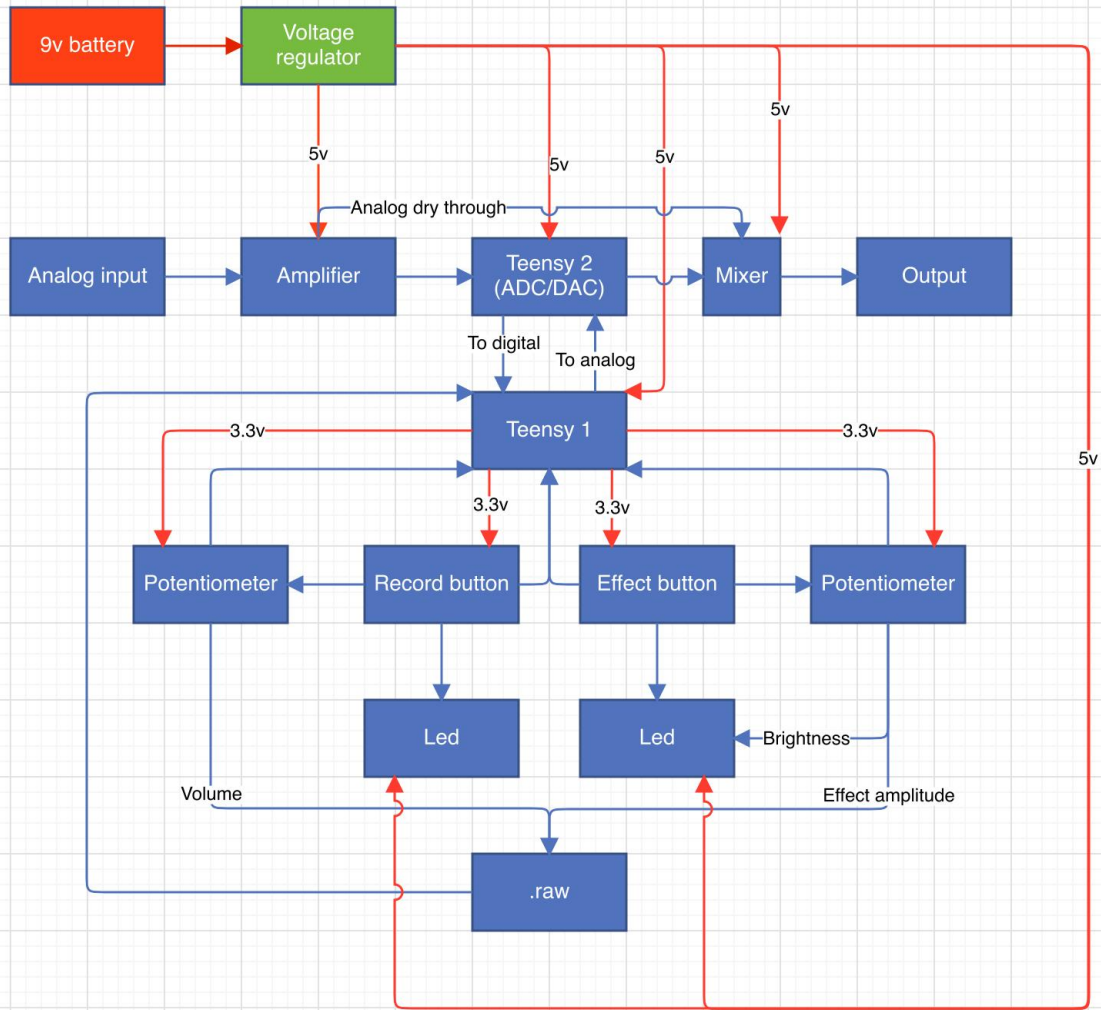 9v battery
Voltage
regulator
5v
5v
5v
5v
Analog dry through
Analog input
Amplifier
Teensy 2
(ADC/DAC)
Mixer
Output
To digital
To analog
Teensy 1
3.3v
3.3v
5v
3.3v
3.3v
Potentiometer
Record button
Effect button
Potentiometer
Led
Led
Brightness
Volume
Effect amplitude
.raw